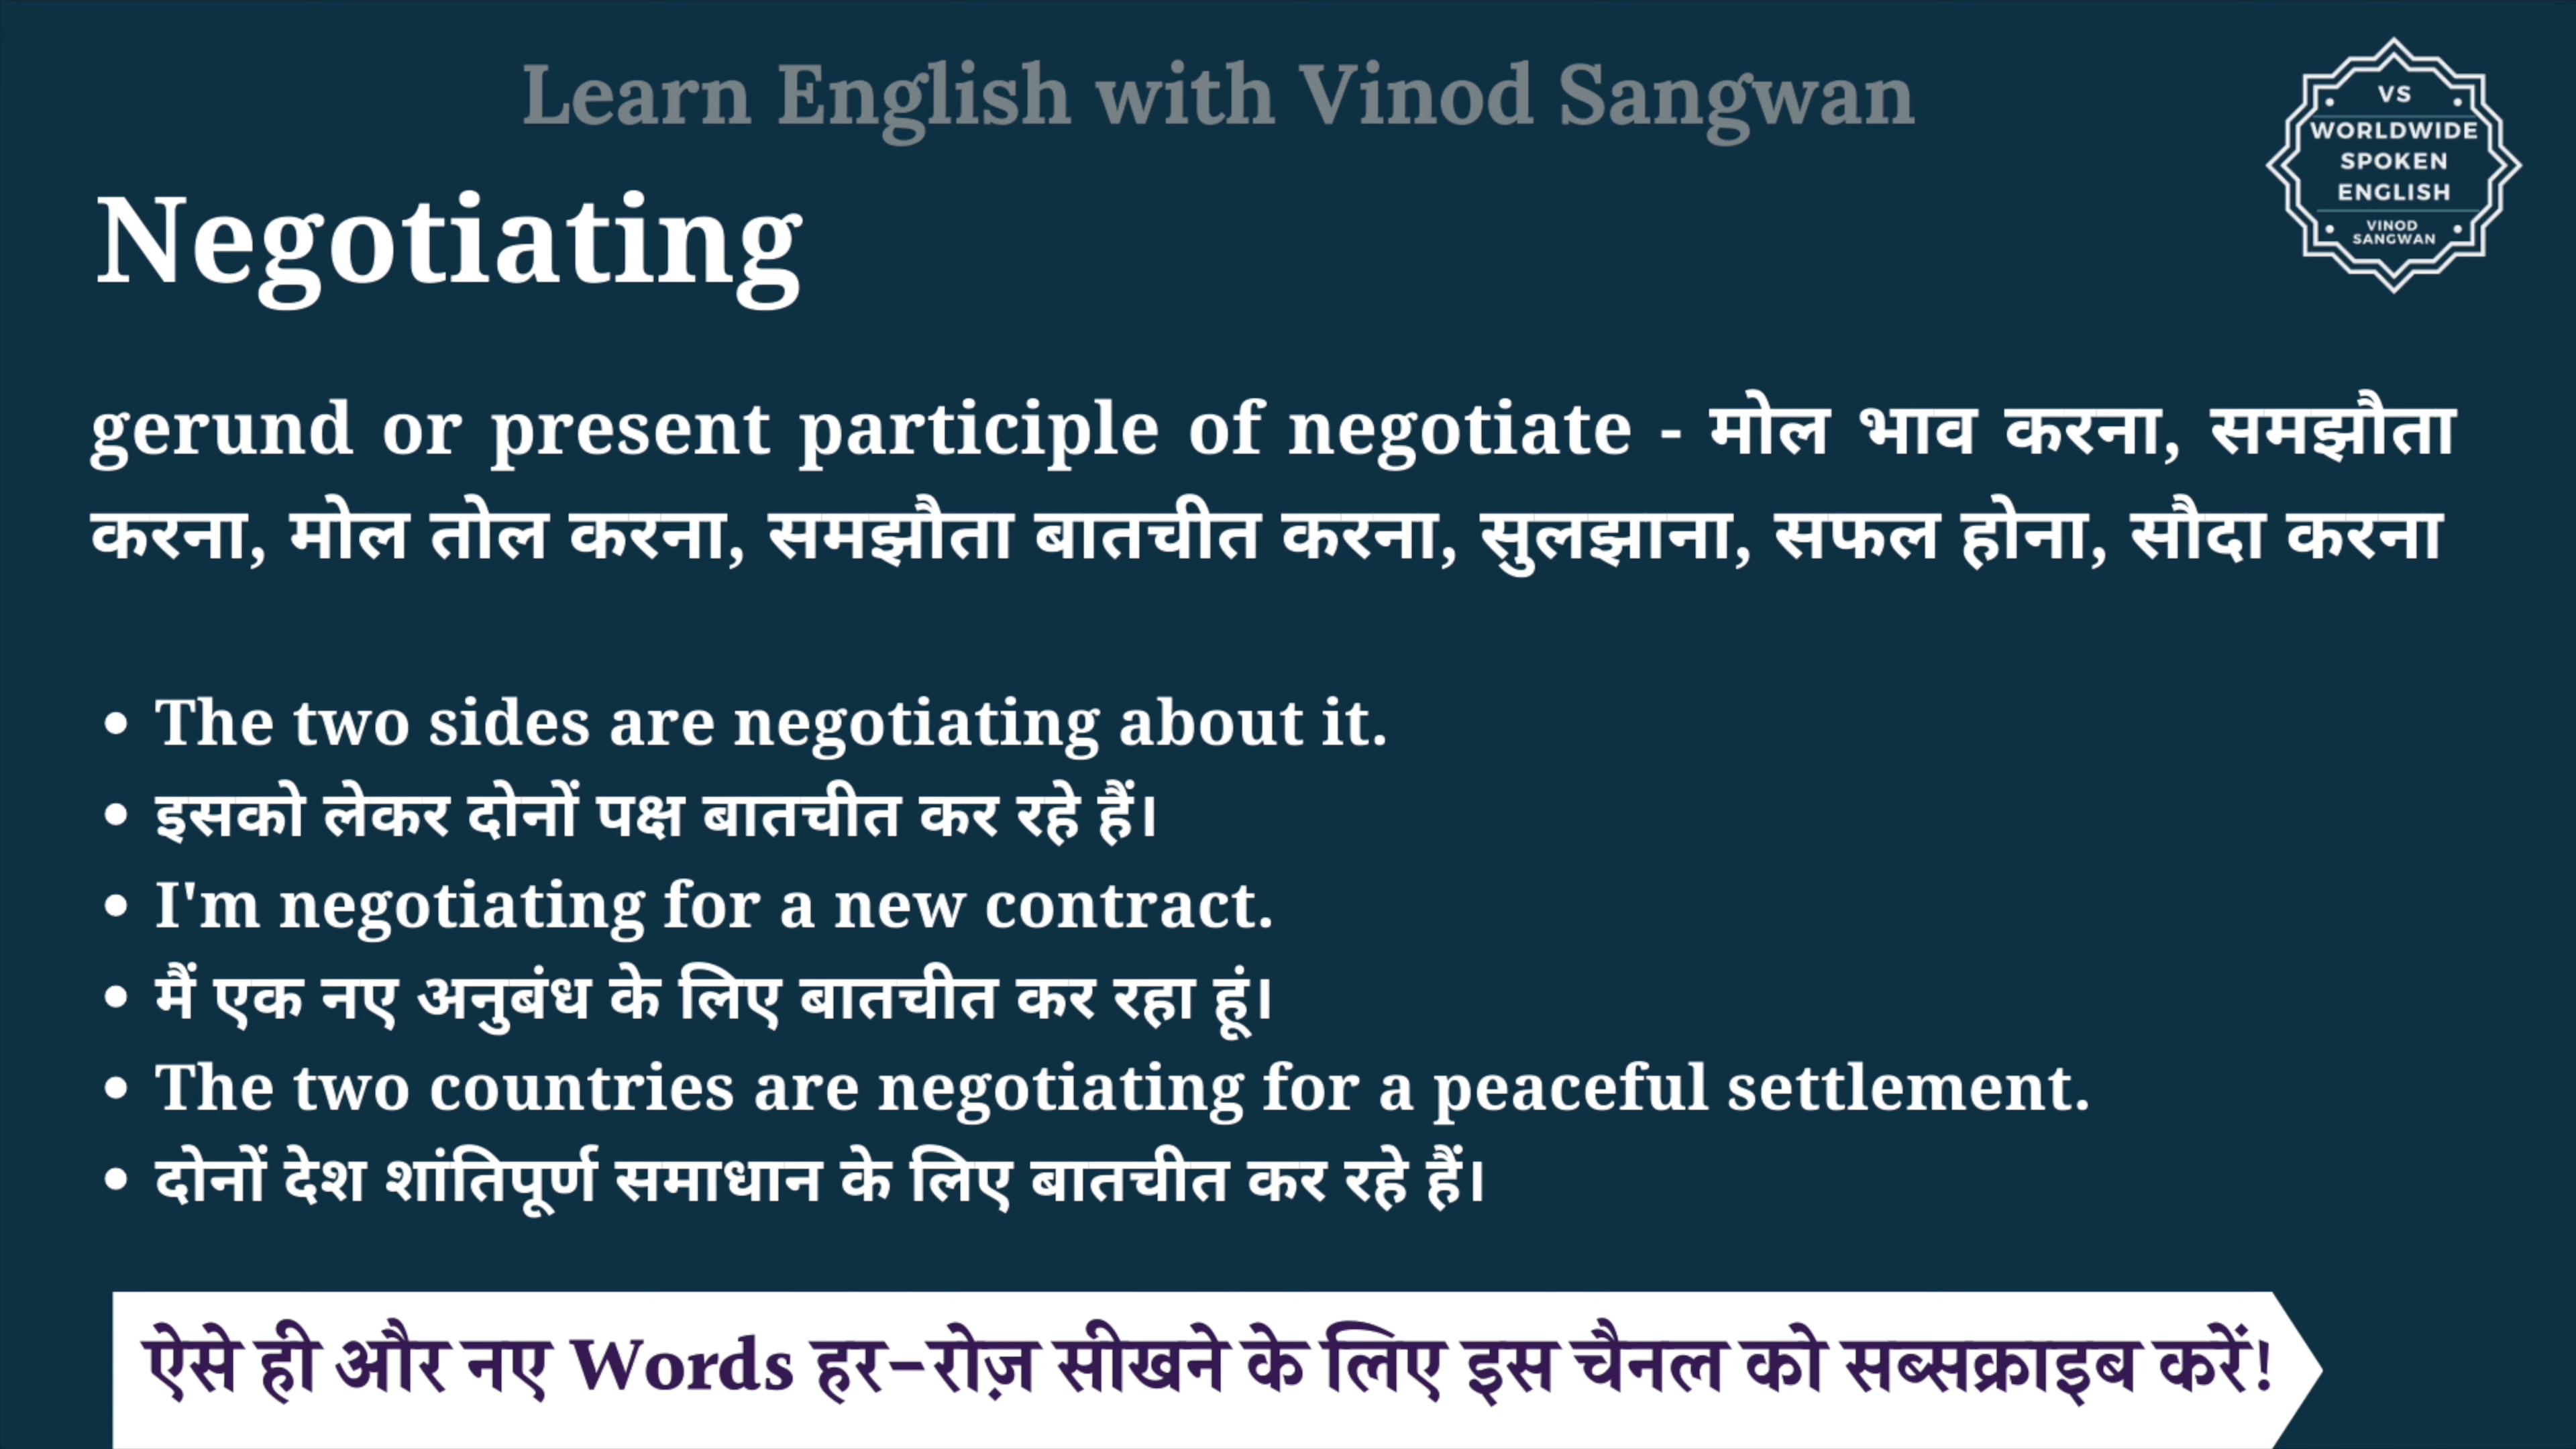 Learn English with Vinod Sangwan
VS
WORLDWIDE
SPOKEN
ENGLISH
VINOD
SANGWAN
Negotiating
gerund or present participle of negotiate - मोल भाव करना, समझौता
करना, मोल तोल करना, समझौता बातचीत करना, सुलझाना, सफल होना, सौदा करना
• The two sides are negotiating about it.
• इसको लेकर दोनों पक्ष बातचीत कर रहे हैं।
• I'm negotiating for a new contract.
• मैं एक नए अनुबंध के लिए बातचीत कर रहा हूं।
• The two countries are negotiating for a peaceful settlement.
• दोनों देश शांतिपूर्ण समाधान के लिए बातचीत कर रहे हैं।
ऐसे ही और नए Words हर-रोज़ सीखने के लिए इस चैनल को सब्सक्राइब करें!